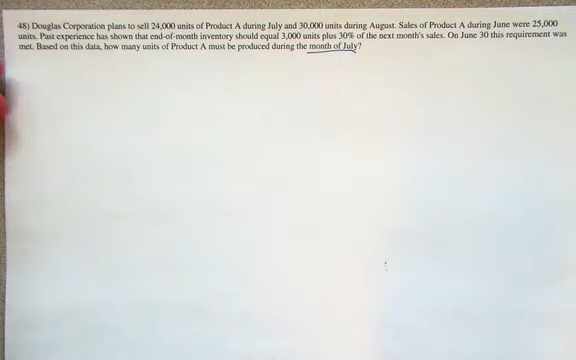 48) Douglas Corporation plans to sell 24,000 units of Product A during July and 30,000 units during August. Sales of Product A during June were 25,000
units. Past experience has shown that end-of-month inventory should equal 3,000 units plus 30% of the next month's sales. On June 30 this requirement was
met. Based on this data, how many units of Product A must be produced during the month of July?